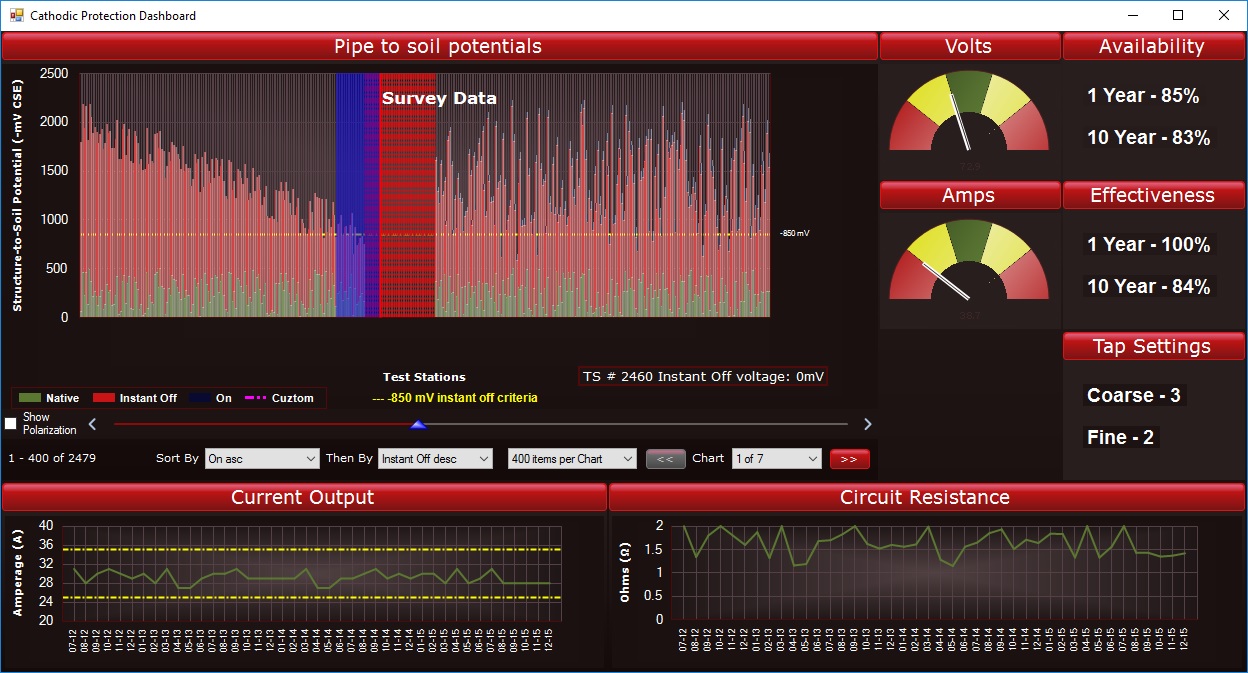 Cathodic Protection Dashboard
Pipe to soil potentials
Volts
Availability
Structure-to-Soil Potential (-mV CSE)
2500
2000
1500
1000
500
0
Survey Data
-850 mV
72.9
1 Year - 85%
10 Year - 83%
Amps
Effectiveness
1 Year - 100%
10 Year - 84%
Tap Settings
Coarse - 3
Fine - 2
Test Stations
TS # 2460 Instant Off voltage: 0mV
Native
Instant Off
On
Cuztom
--- -850 mV instant off criteria
Show
Polarization
1 - 400 of 2479
Sort By
On asc
Then By
Instant Off desc
400 items per Chart
<<
Chart
1 of 7
>>
Current Output
Circuit Resistance
Amperage (A)
40
36
32
28
24
20
07-12
08-12
09-12
10-12
11-12
12-12
01-13
02-13
03-13
04-13
05-13
06-13
07-13
08-13
09-13
10-13
11-13
12-13
01-14
02-14
03-14
04-14
05-14
06-14
07-14
08-14
09-14
10-14
11-14
12-14
01-15
02-15
03-15
04-15
05-15
06-15
07-15
08-15
09-15
10-15
11-15
12-15
Ohms (Ω)
2
1.5
1
0.5
0
07-12
08-12
09-12
10-12
11-12
12-12
01-13
02-13
03-13
04-13
05-13
06-13
07-13
08-13
09-13
10-13
11-13
12-13
01-14
02-14
03-14
04-14
05-14
06-14
07-14
08-14
09-14
10-14
11-14
12-14
01-15
02-15
03-15
04-15
05-15
06-15
07-15
08-15
09-15
10-15
11-15
12-15